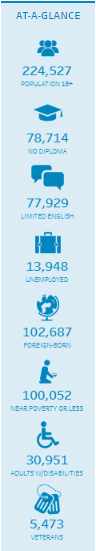 AT-A-GLANCE
224,527
POPULATION 18+
78,714
NO DIPLOMA
77,929
LIMITED ENGLISH
13,948
UNEMPLOYED
102,687
FOREIGN-BORN
100,052
NEAR POVERTY OR LESS
30,951
ADULTS W/DISABILITIES
5,473
VETERANS